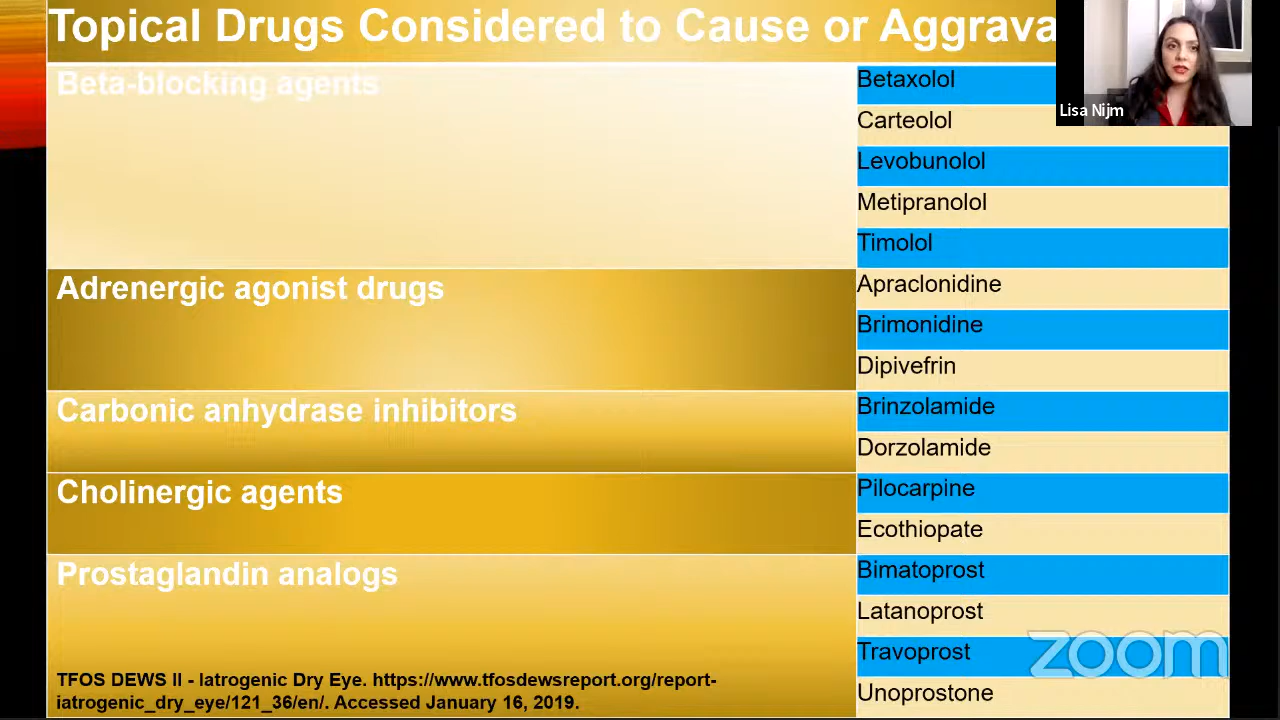 Topical Drugs Considered to Cause or Aggrava
Lisa Nijm
Beta-blocking agents
Betaxolol
Carteolol
Levobunolol
Metipranolol
Timolol
Adrenergic agonist drugs
Apraclonidine
Brimonidine
Dipivefrin
Carbonic anhydrase inhibitors
Brinzolamide
Dorzolamide
Cholinergic agents
Pilocarpine
Ecothiopate
Prostaglandin analogs
Bimatoprost
Latanoprost
Travoprost
Unoprostone
TFOS DEWS II - Iatrogenic Dry Eye. https://www.tfosdewsreport.org/report-
iatrogenic_dry_eye/121_36/en/. Accessed January 16, 2019.
zoom